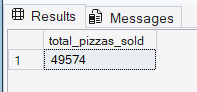 Results Messages
total_pizzas_sold
1 49574